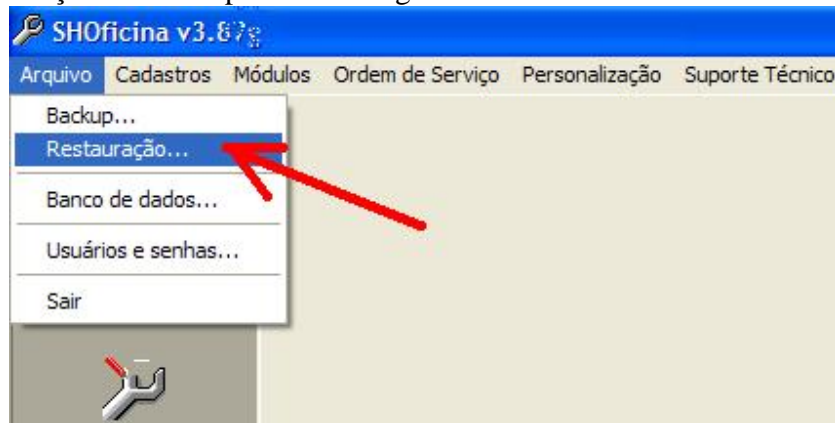 SHOficina v3.87g
Arquivo Cadastros Módulos Ordem de Serviço Personalização Suporte Técnico
Backup...
Restauração...
Banco de dados...
Usuários e senhas...
Sair